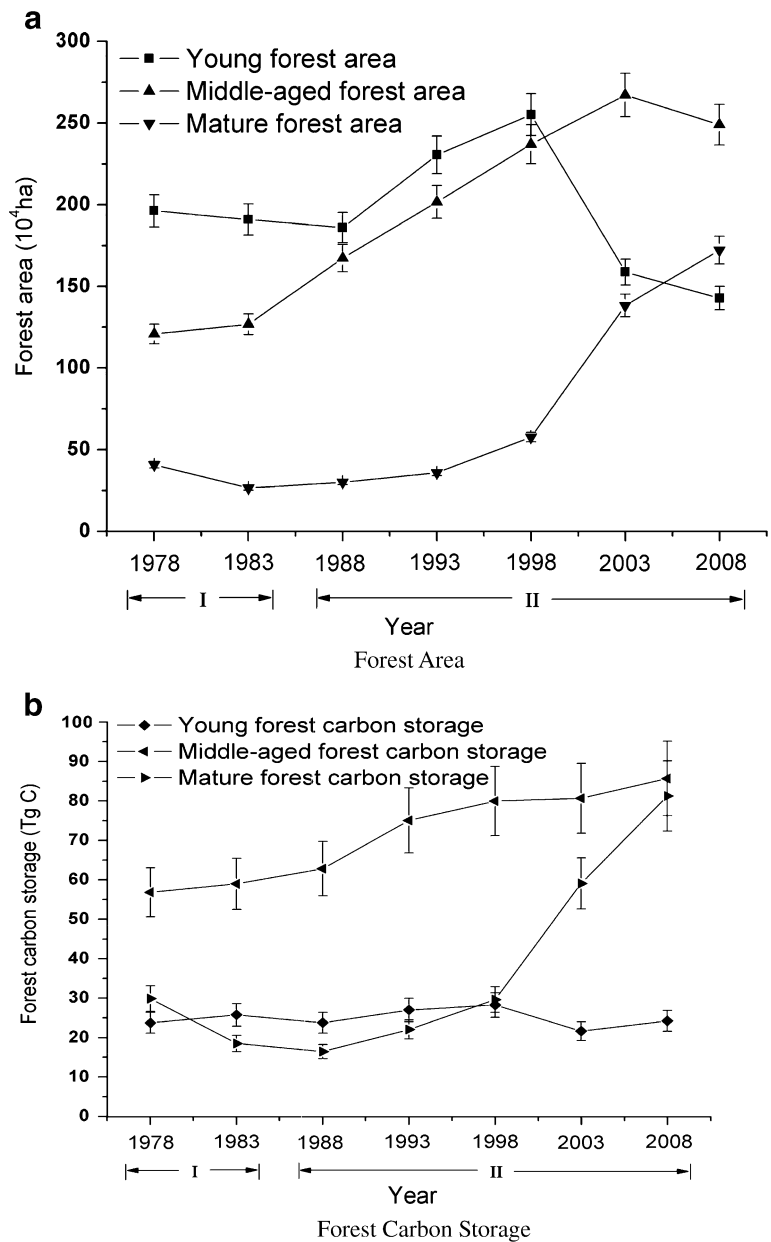 a
300
250
200
150
100
50
0
Forest area (10⁴ha)
Young forest area
Middle-aged forest area
Mature forest area
1978 1983 1988 1993 1998 2003 2008
I II
Year
Forest Area
b
100
90
80
70
60
50
40
30
20
10
0
Forest carbon storage (Tg C)
Young forest carbon storage
Middle-aged forest carbon storage
Mature forest carbon storage
1978 1983 1988 1993 1998 2003 2008
I II
Year
Forest Carbon Storage